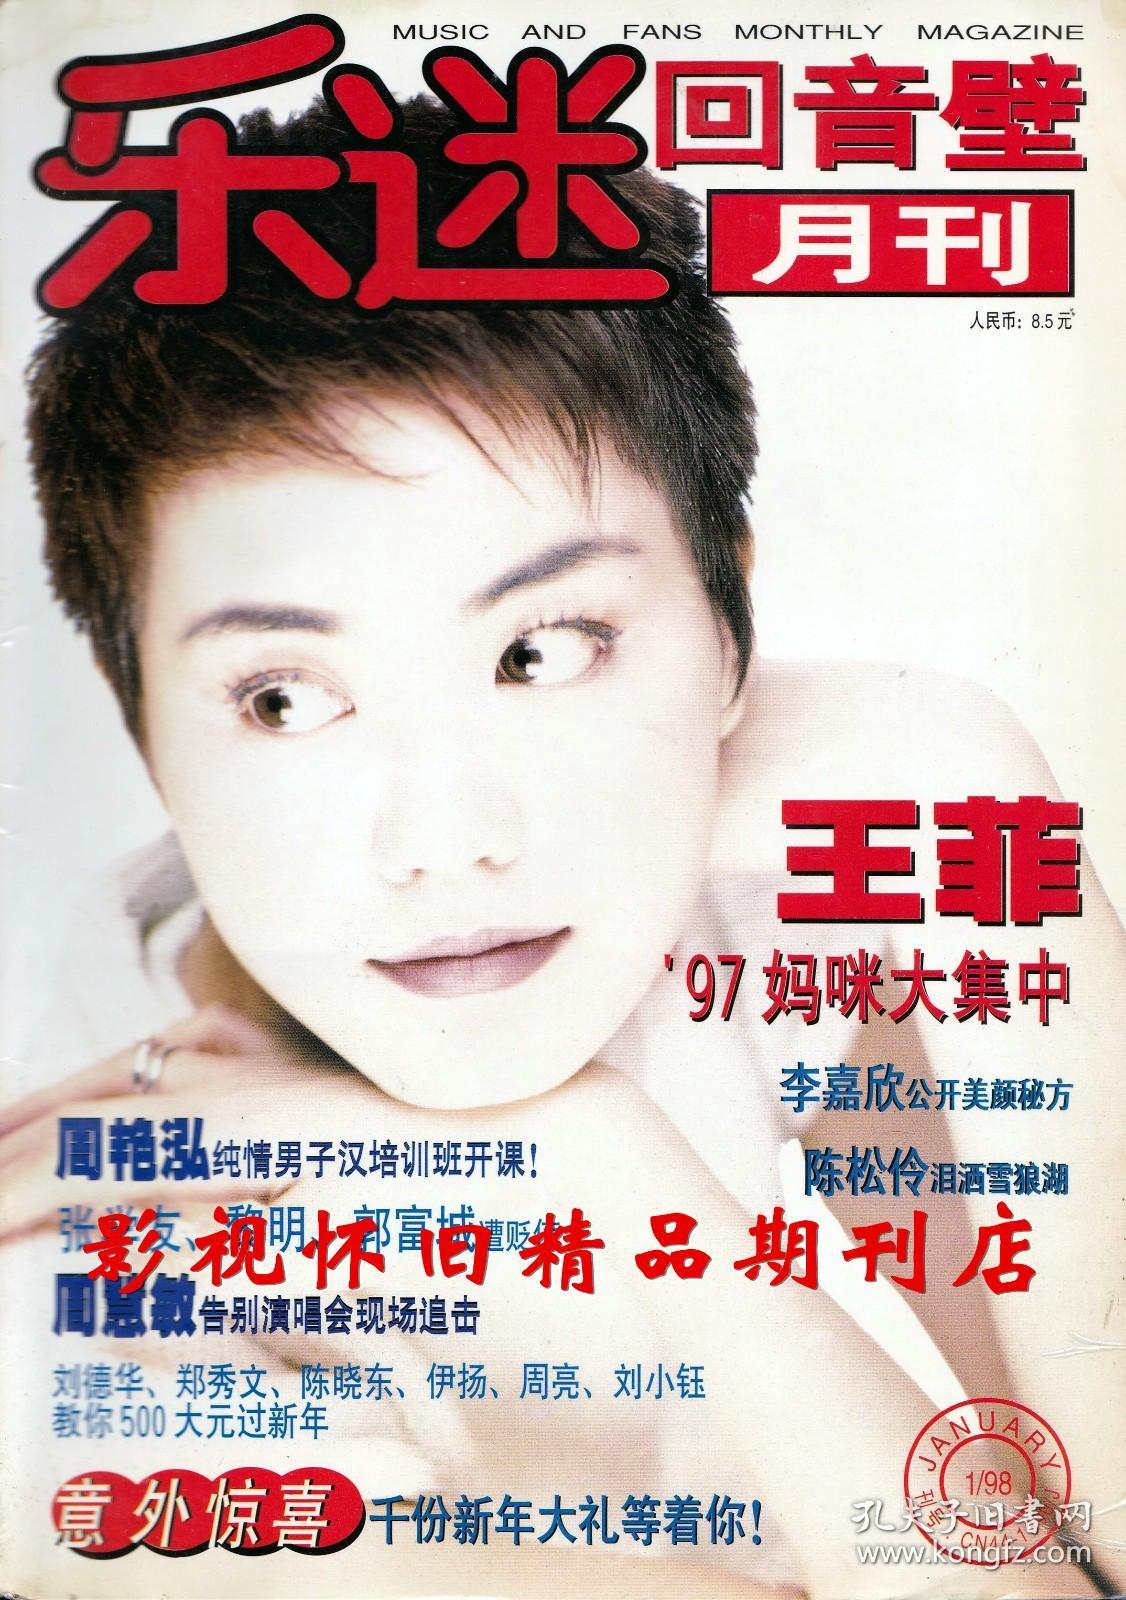 MUSIC AND FANS MONTHLY MAGAZINE
乐迷
回音壁
月刊
人民币：8.5元
王菲
'97妈咪大集中
李嘉欣公开美颜秘方
陈松伶泪洒雪狼湖
周艳泓纯情男子汉培训班开课！
张学友、黎明、郭富城遭贬
影视怀旧精品期刊店
周慧敏告别演唱会现场追击
刘德华、郑秀文、陈晓东、伊扬、周亮、刘小钰
教你500大元过新年
意外惊喜 千份新年大礼等着你！
JANUARY
1/98
孔夫子旧书网
www.kongfz.com